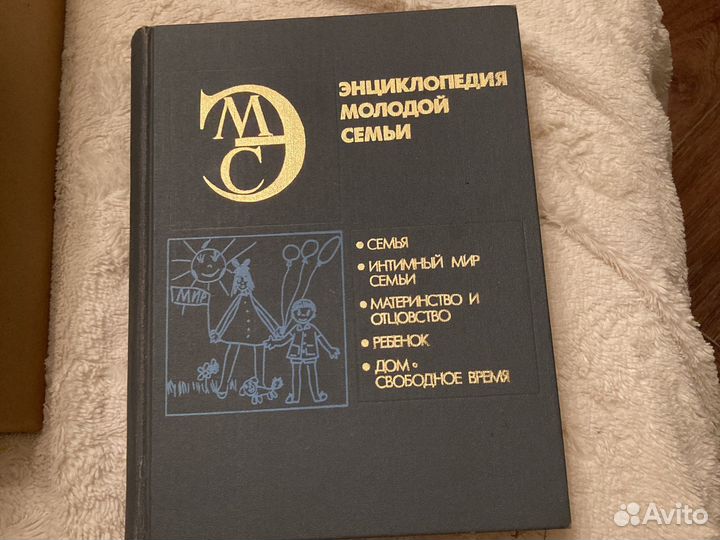 ЭМС
ЭНЦИКЛОПЕДИЯ
МОЛОДОЙ
СЕМЬИ
МИР
• СЕМЬЯ
• ИНТИМНЫЙ МИР
СЕМЬИ
• МАТЕРИНСТВО И
ОТЦОВСТВО
• РЕБЕНОК
• ДОМ •
СВОБОДНОЕ ВРЕМЯ
Avito